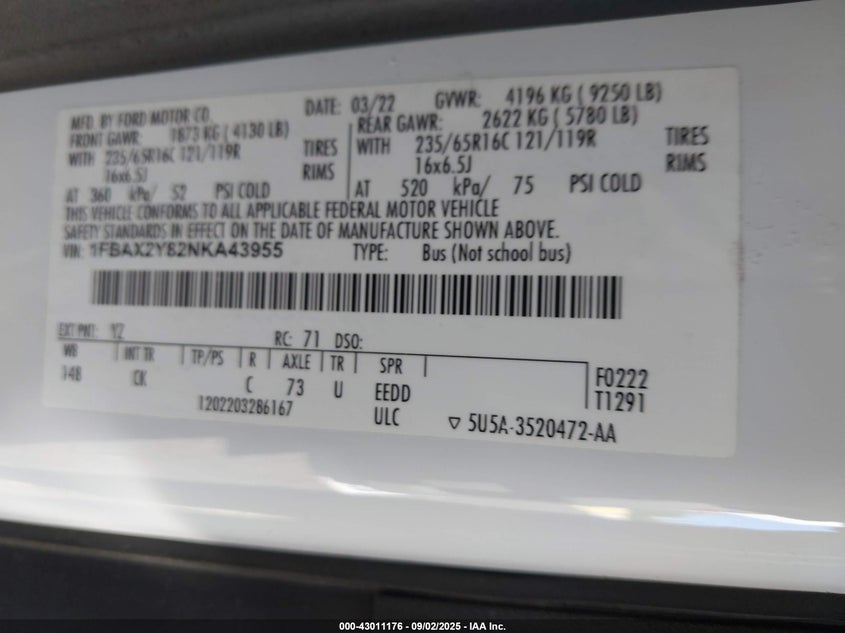 MFD. BY FORD MOTOR CO. DATE: 03/22 GVWR: 4196 KG ( 9250 LB)
FRONT GAWR: 1873 KG ( 4130 LB) REAR GAWR: 2622 KG ( 5780 LB)
WITH 235/65R16C 121/119R TIRES WITH 235/65R16C 121/119R TIRES
16x6.5J RIMS 16x6.5J RIMS
AT 360 kPa/ 52 PSI COLD AT 520 kPa/ 75 PSI COLD
THIS VEHICLE CONFORMS TO ALL APPLICABLE FEDERAL MOTOR VEHICLE
SAFETY STANDARDS IN EFFECT ON THE DATE OF MANUFACTURE SHOWN ABOVE.
VIN: 1FBAX2Y82NKA43955 TYPE: Bus (Not school bus)
EXT PNT: YZ RC: 71 DSO:
WB INT TR TP/PS R AXLE TR SPR
148 CK C 73 U EEDD F0222
1202203286167 ULC T1291
▽ 5U5A-3520472-AA
000-43011176 - 09/02/2025 - IAA Inc.